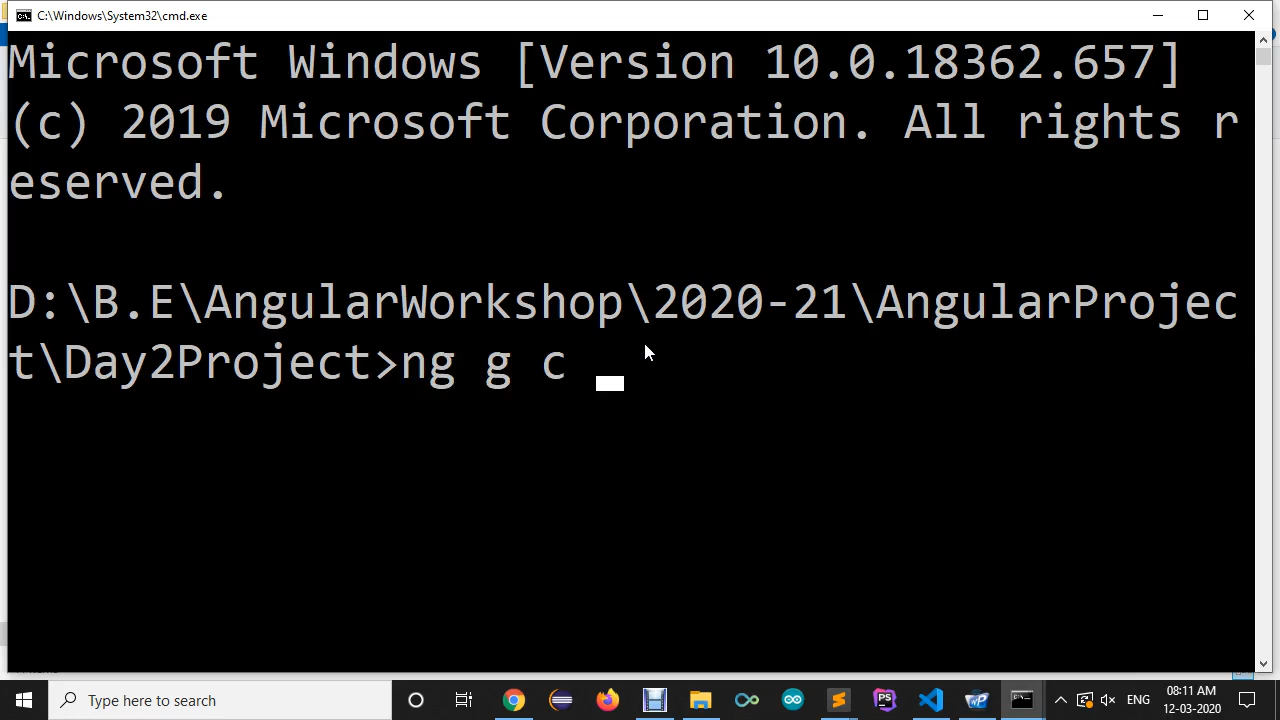 C:\Windows\System32\cmd.exe
Microsoft Windows [Version 10.0.18362.657]
(c) 2019 Microsoft Corporation. All rights r
eserved.
D:\B.E\AngularWorkshop\2020-21\AngularProjec
t\Day2Project>ng g c
Type here to search
ENG
08:11 AM
12-03-2020